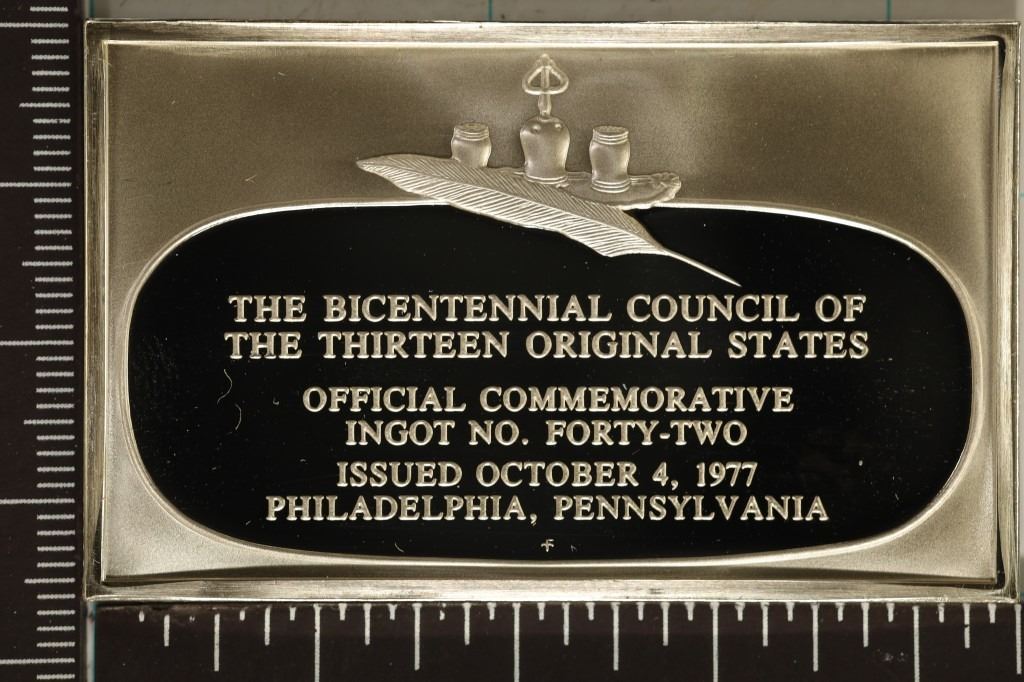 THE BICENTENNIAL COUNCIL OF
THE THIRTEEN ORIGINAL STATES
OFFICIAL COMMEMORATIVE
INGOT NO. FORTY-TWO
ISSUED OCTOBER 4, 1977
PHILADELPHIA, PENNSYLVANIA